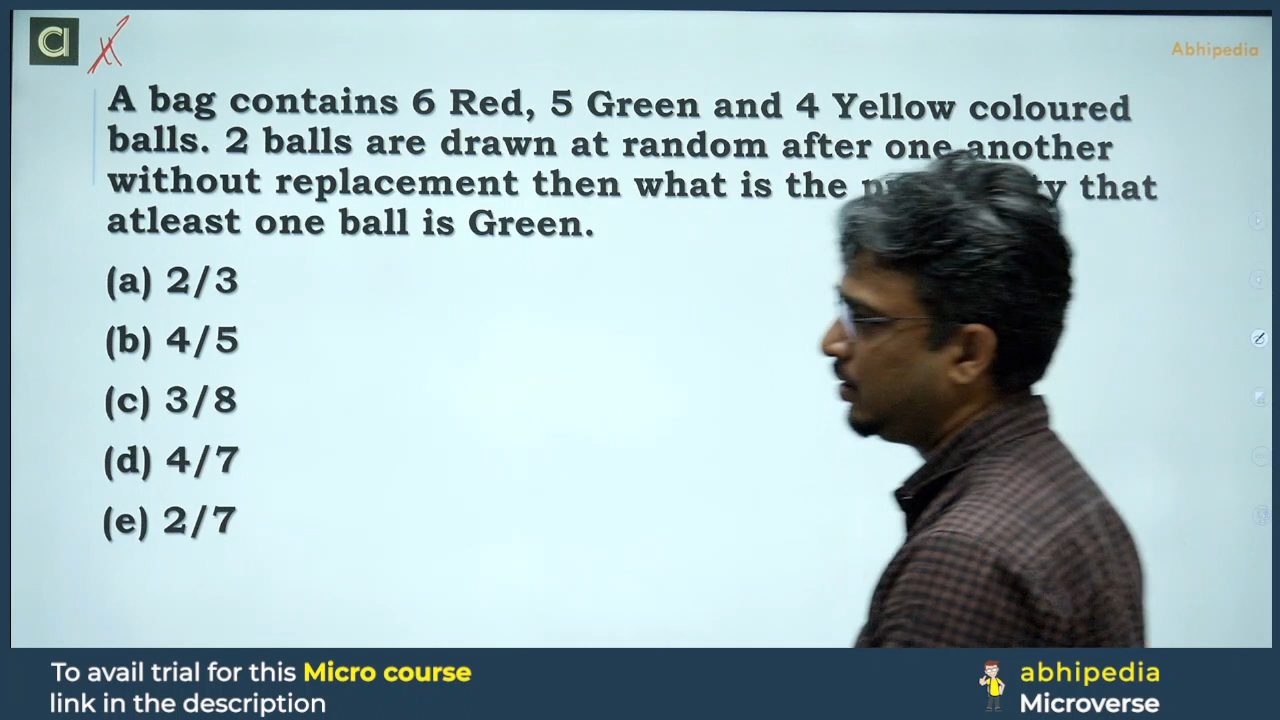 a
Abhipedia
A bag contains 6 Red, 5 Green and 4 Yellow coloured
balls. 2 balls are drawn at random after one another
without replacement then what is the that
atleast one ball is Green.
(a) 2/3
(b) 4/5
(c) 3/8
(d) 4/7
(e) 2/7
To avail trial for this Micro course
link in the description
abhipedia
Microverse